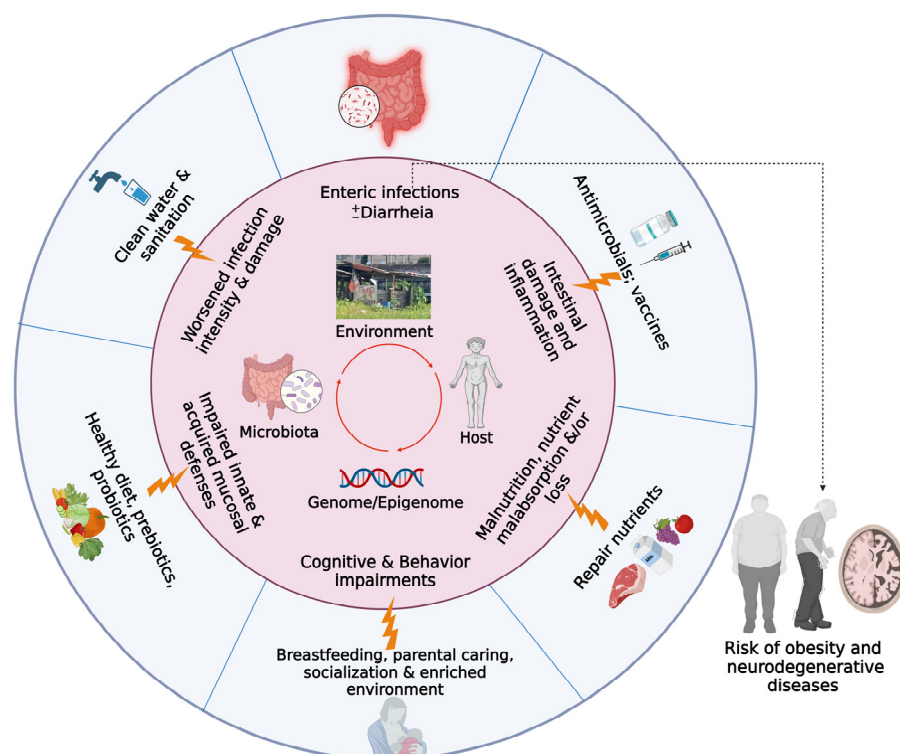 Enteric infections
±Diarrheia
Clean water &
sanitation
Worsened infection
intensity & damage
Antimicrobials; vaccines
Intestinal
damage and
inflammation
Environment
Microbiota
Host
Genome/Epigenome
Impaired innate &
acquired mucosal
defenses
Healthy diet, prebiotics,
probiotics
Malnutrition, nutrient
malabsorption &/or
loss
Repair nutrients
Cognitive & Behavior
impairments
Breastfeeding, parental caring,
socialization & enriched
environment
Risk of obesity and
neurodegenerative
diseases